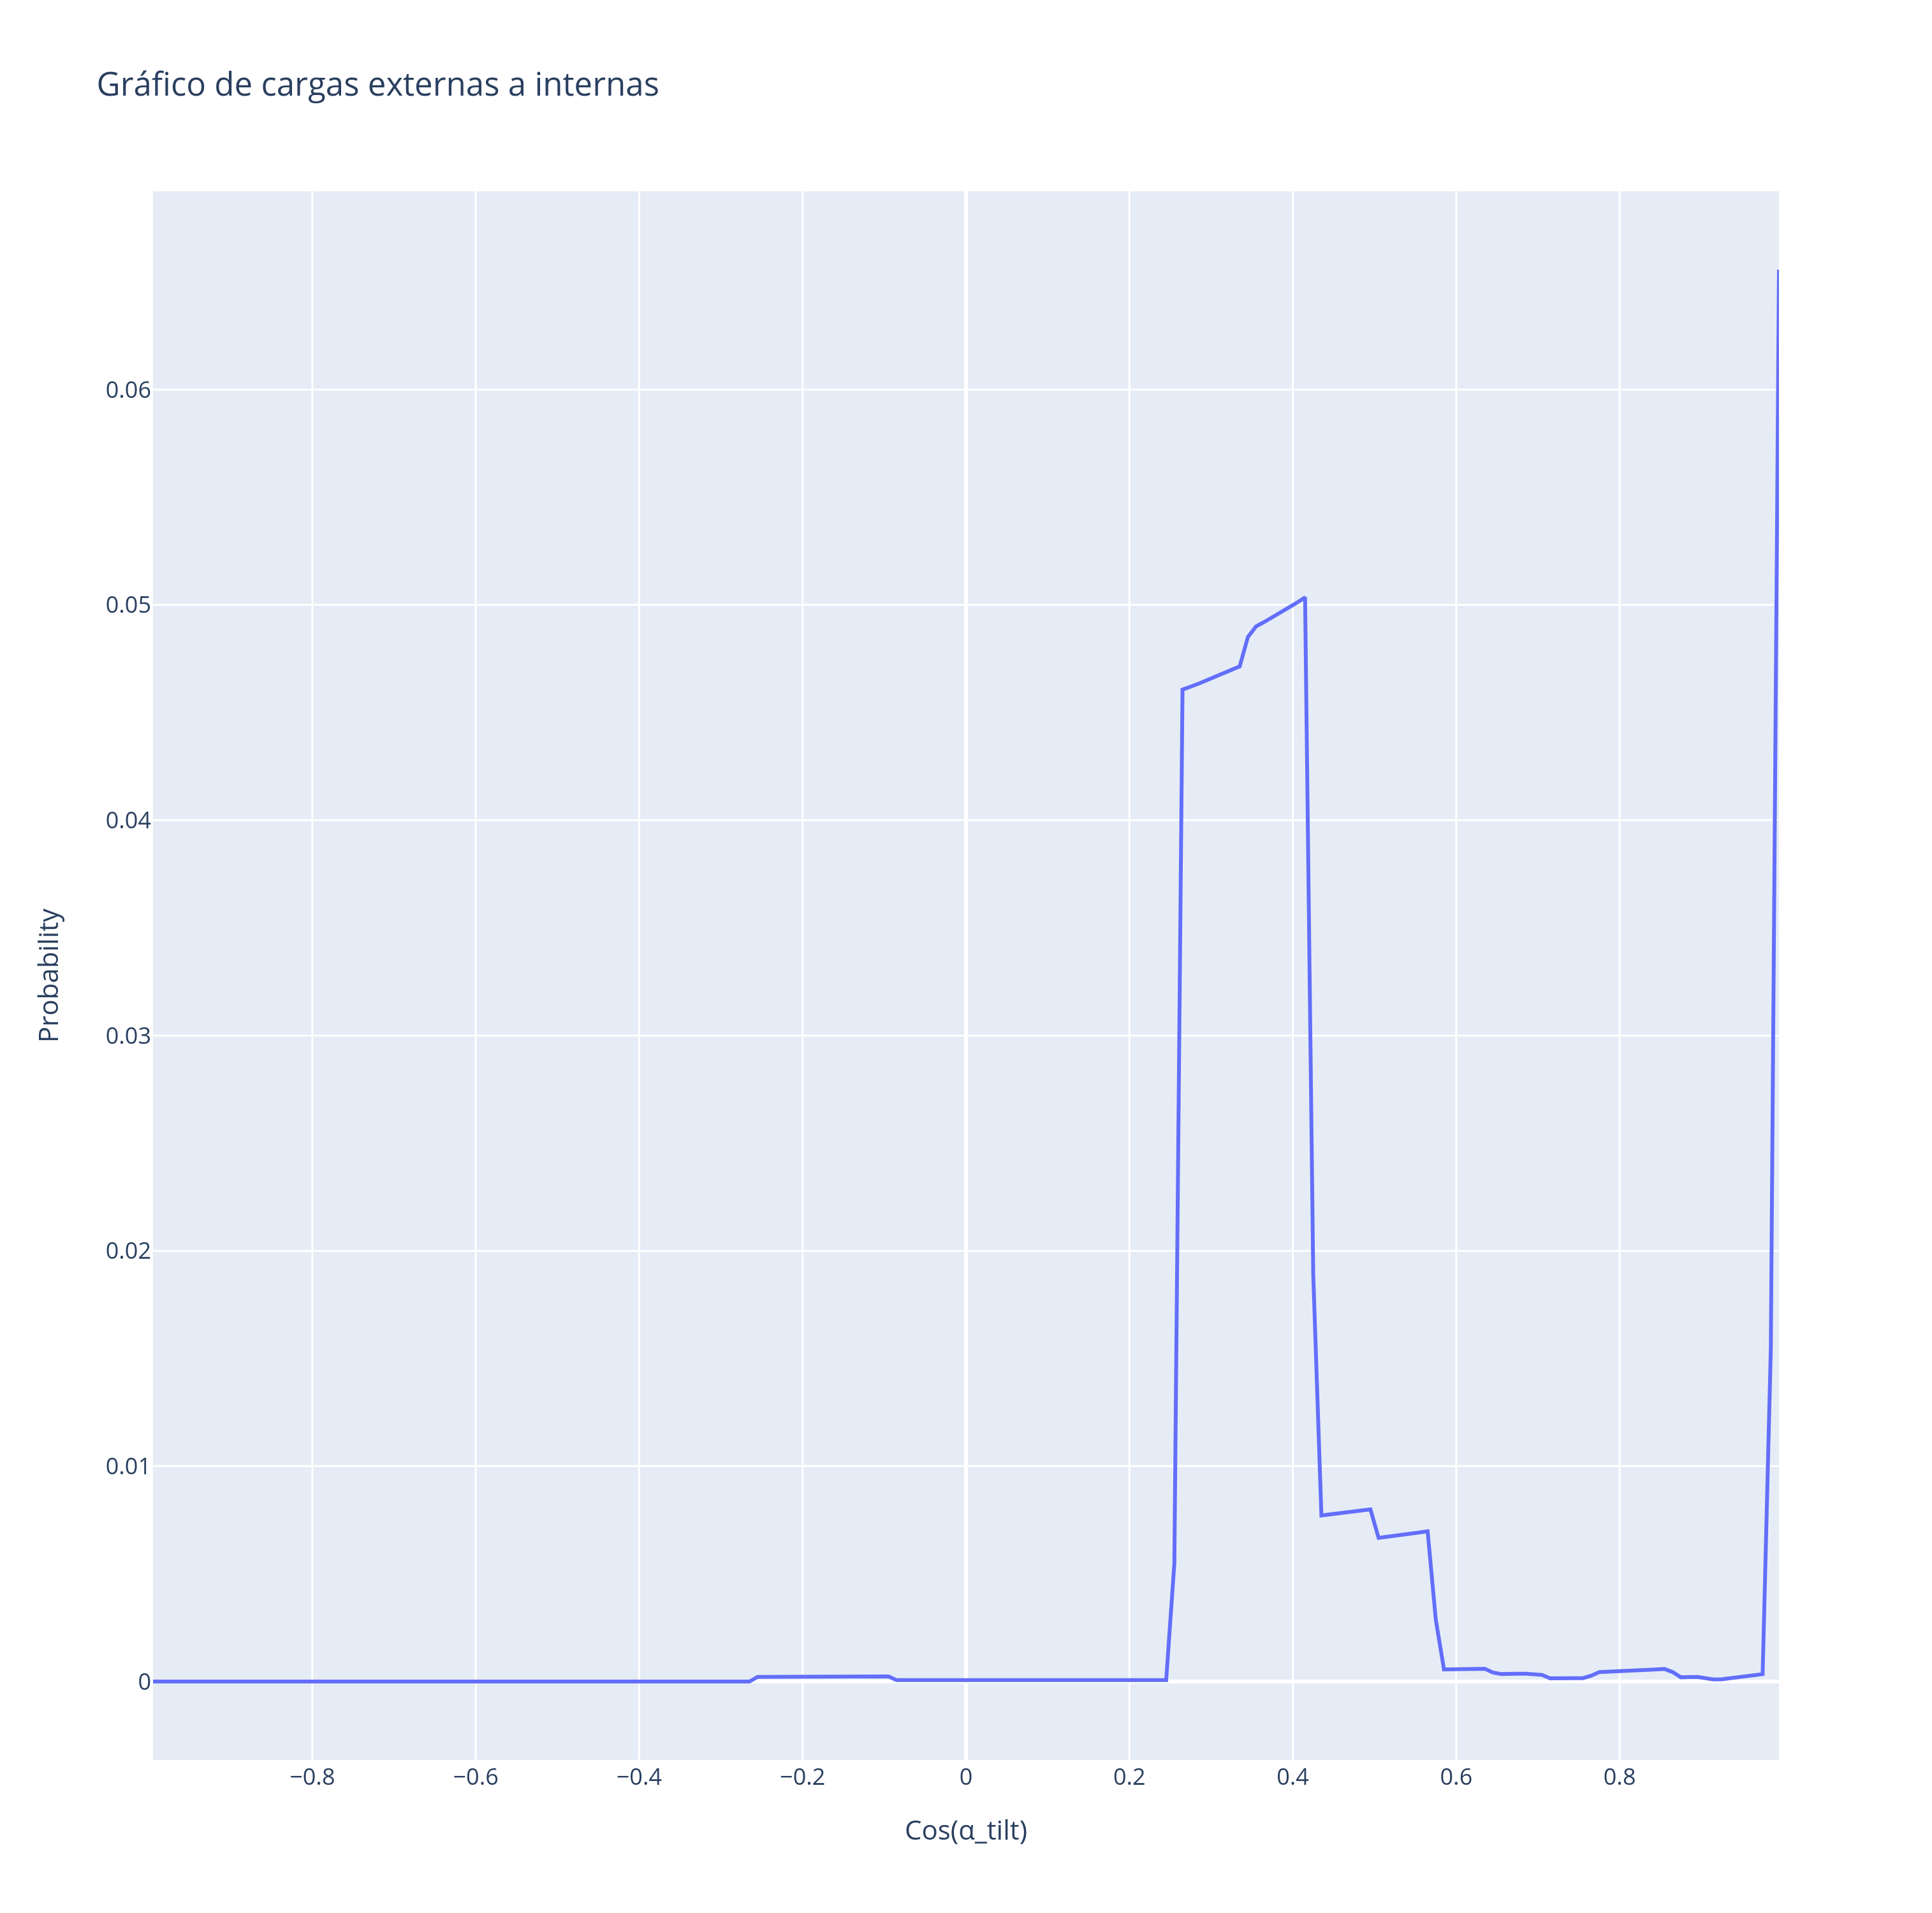 Gráfico de cargas externas a internas
0.06
0.05
0.04
0.03
0.02
0.01
0
Probability
−0.8 −0.6 −0.4 −0.2 0 0.2 0.4 0.6 0.8
Cos(α_tilt)